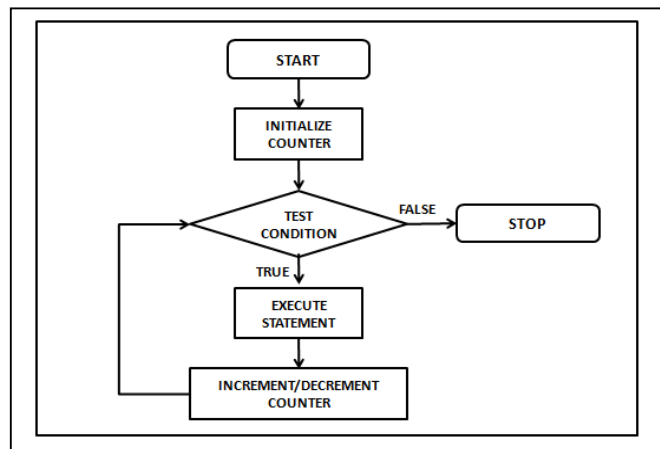 START
INITIALIZE
COUNTER
TEST
CONDITION
FALSE
STOP
TRUE
EXECUTE
STATEMENT
INCREMENT/DECREMENT
COUNTER